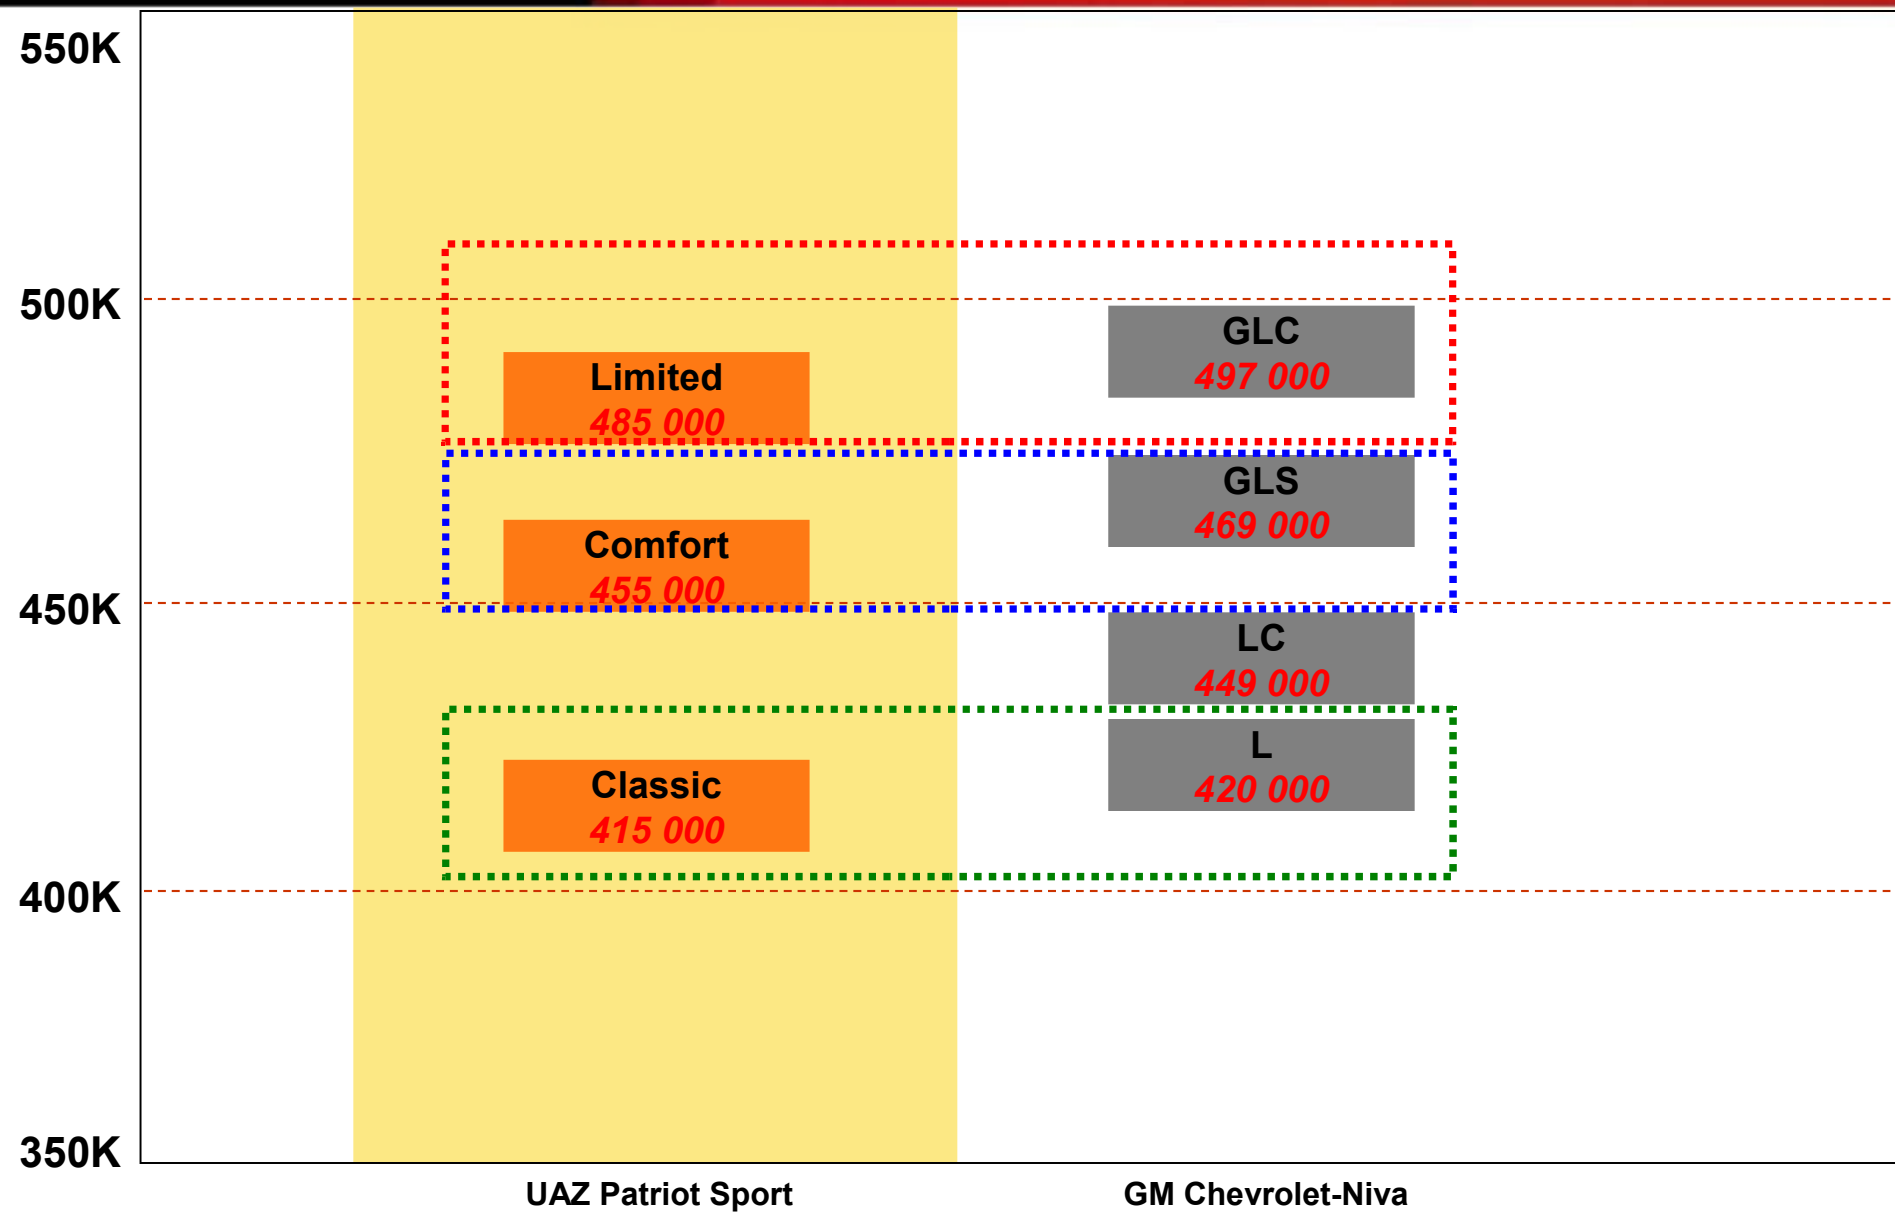 550K
500K
450K
400K
350K
Limited
485 000
Comfort
455 000
Classic
415 000
GLC
497 000
GLS
469 000
LC
449 000
L
420 000
UAZ Patriot Sport
GM Chevrolet-Niva